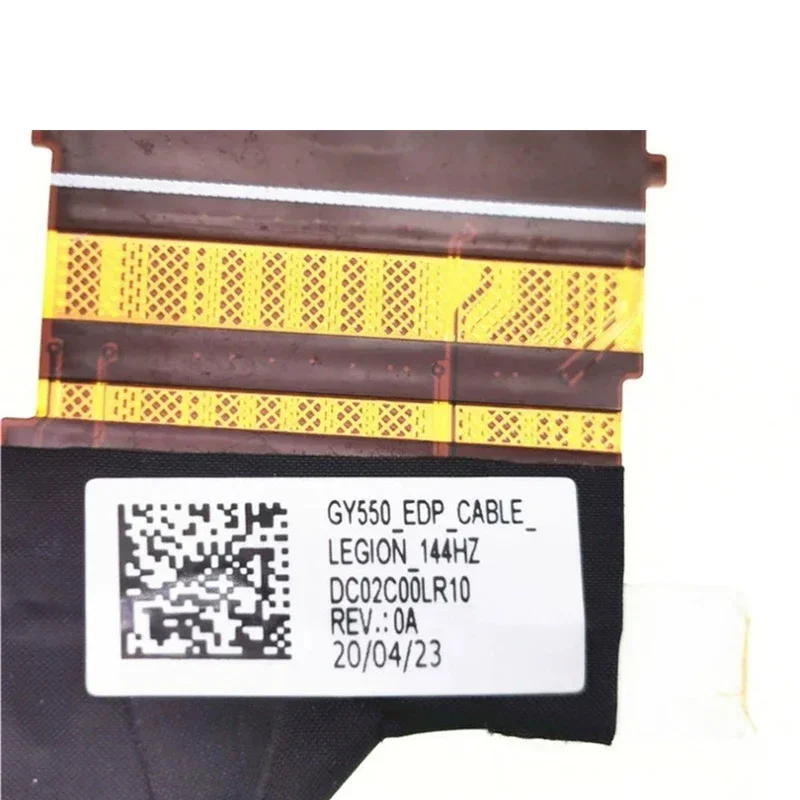 GY550_EDP_CABLE_
LEGION_144HZ
DC02C00LR10
REV.: 0A
20/04/23